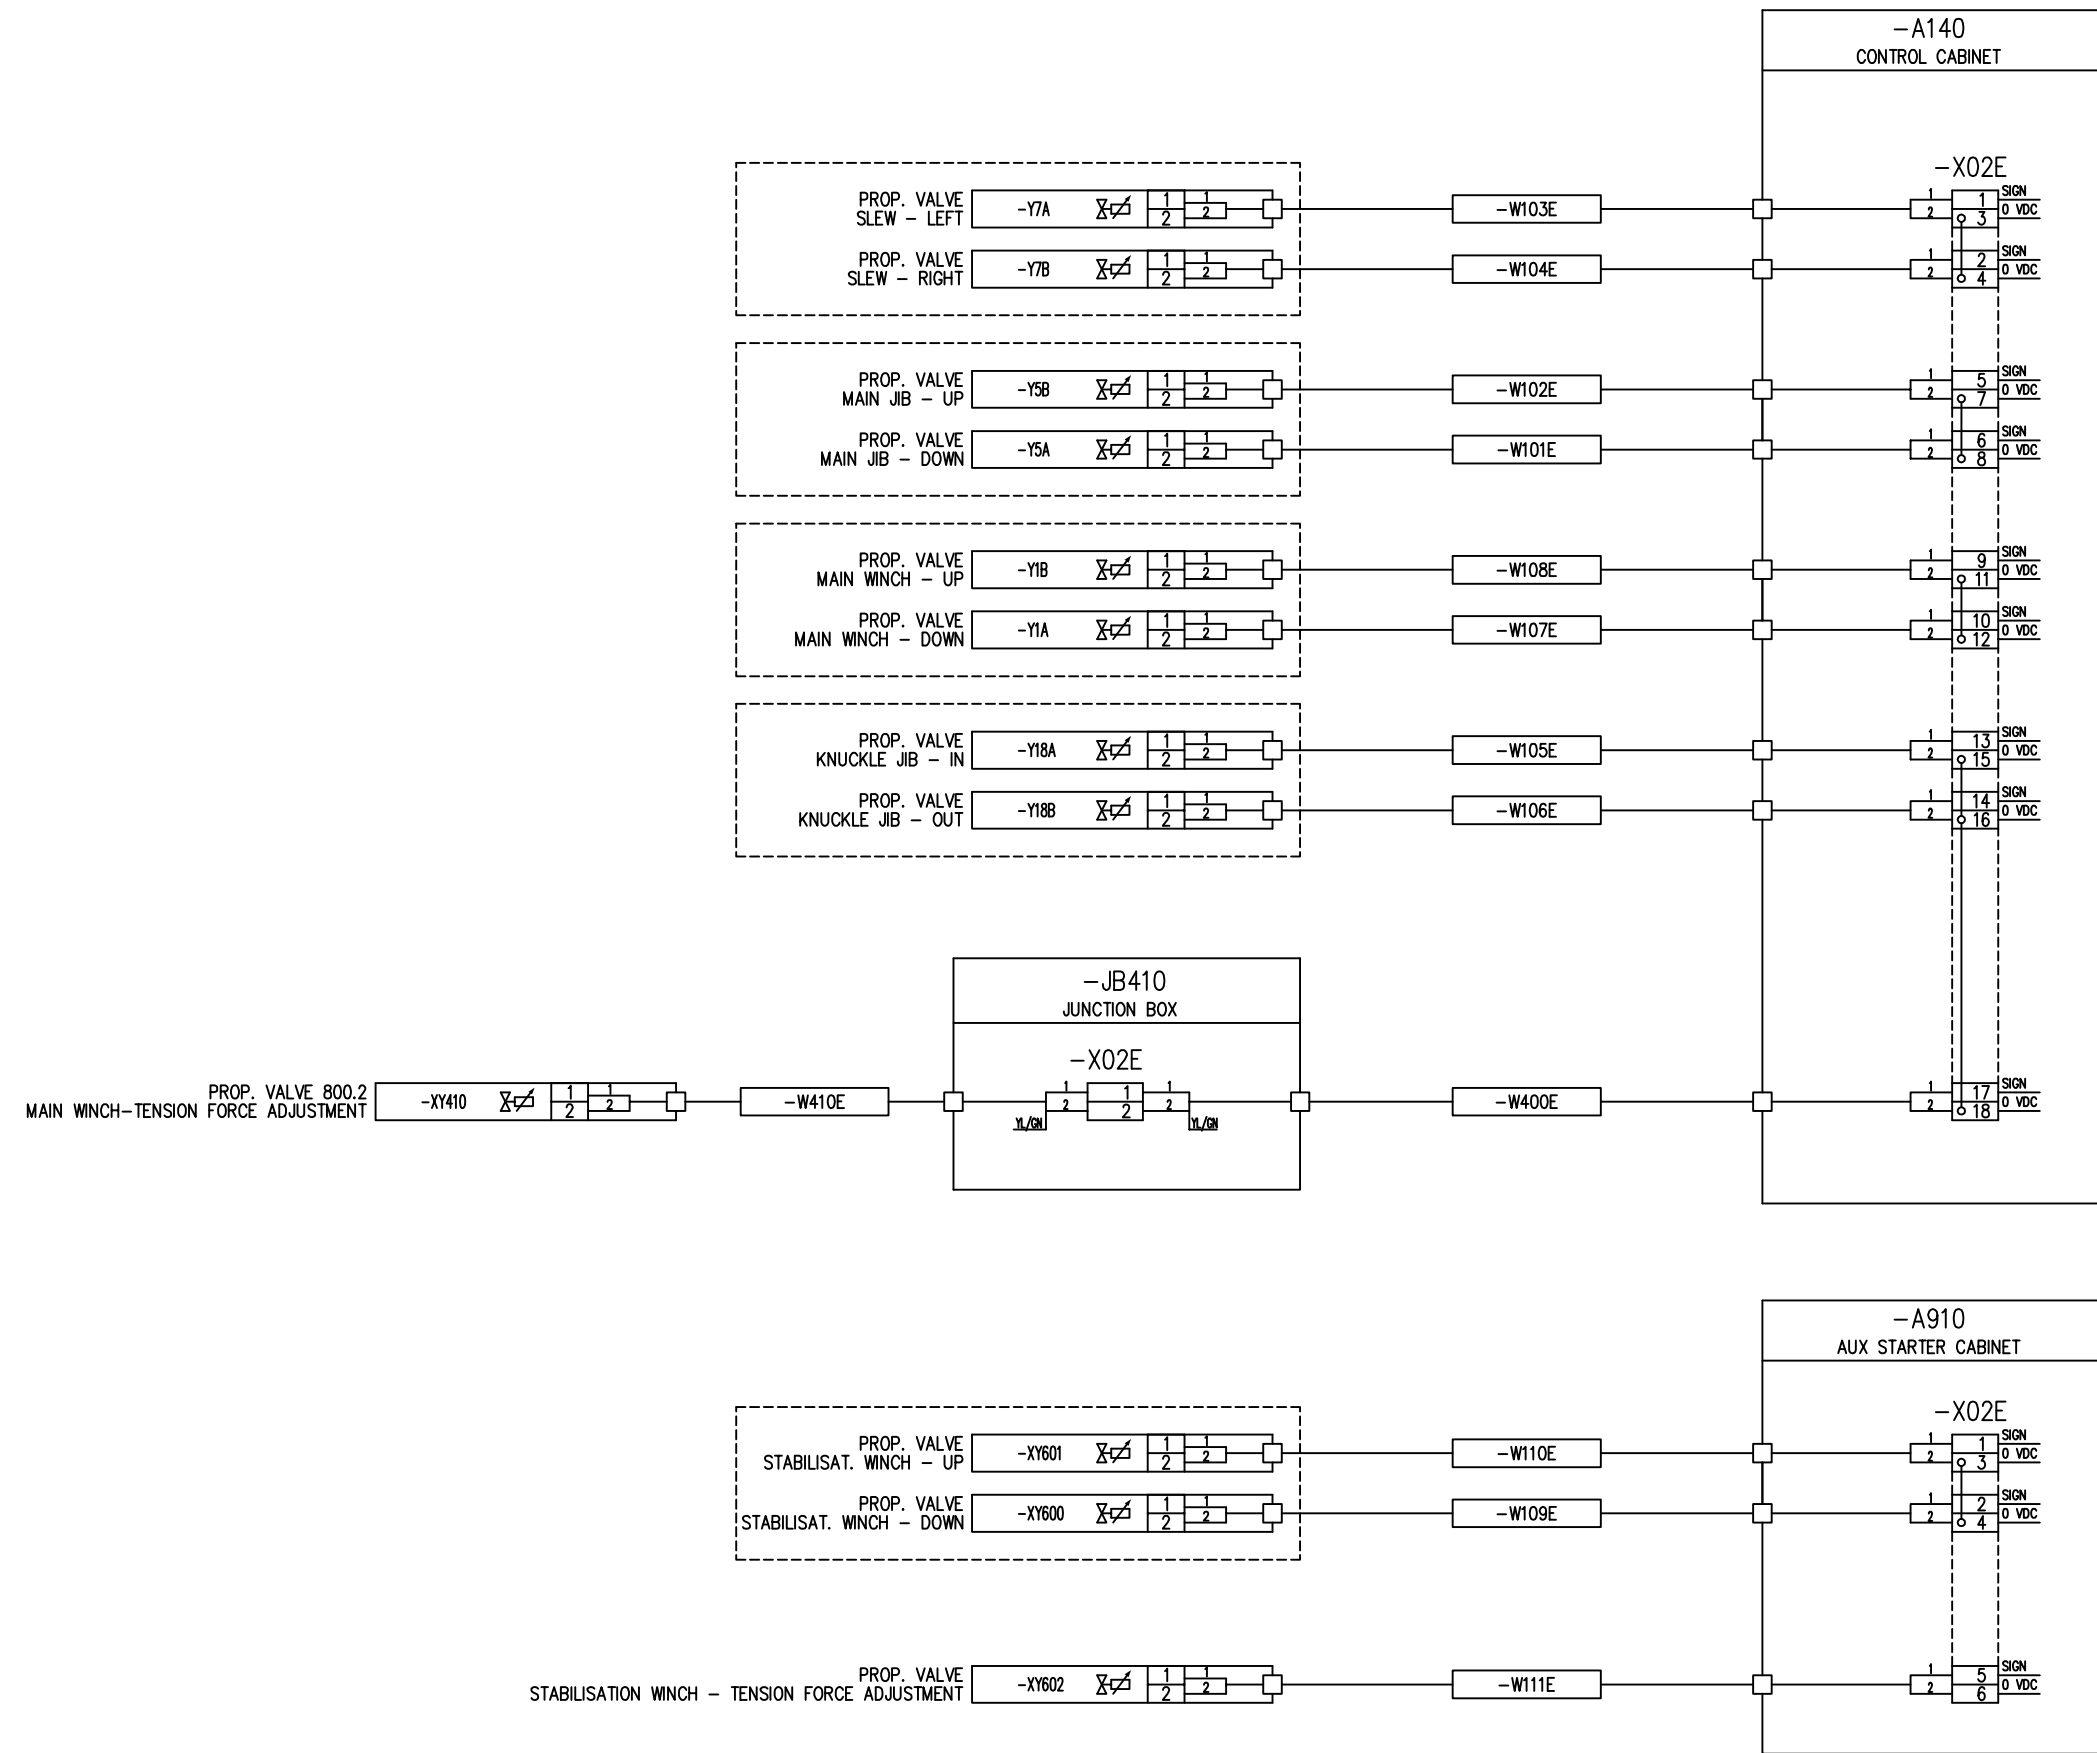 -A140
CONTROL CABINET
-X02E
PROP. VALVE
SLEW - LEFT
-Y7A
1
2
1
2
-W103E
1
2
1
3
SIGN
0 VDC
PROP. VALVE
SLEW - RIGHT
-Y7B
1
2
1
2
-W104E
1
2
2
4
SIGN
0 VDC
PROP. VALVE
MAIN JIB - UP
-Y5B
1
2
1
2
-W102E
1
2
5
7
SIGN
0 VDC
PROP. VALVE
MAIN JIB - DOWN
-Y5A
1
2
1
2
-W101E
1
2
6
8
SIGN
0 VDC
PROP. VALVE
MAIN WINCH - UP
-Y1B
1
2
1
2
-W108E
1
2
9
11
SIGN
0 VDC
PROP. VALVE
MAIN WINCH - DOWN
-Y1A
1
2
1
2
-W107E
1
2
10
12
SIGN
0 VDC
PROP. VALVE
KNUCKLE JIB - IN
-Y18A
1
2
1
2
-W105E
1
2
13
15
SIGN
0 VDC
PROP. VALVE
KNUCKLE JIB - OUT
-Y18B
1
2
1
2
-W106E
1
2
14
16
SIGN
0 VDC
-JB410
JUNCTION BOX
-X02E
PROP. VALVE 800.2
MAIN WINCH-TENSION FORCE ADJUSTMENT
-XY410
1
2
1
2
-W410E
1
2
YL/GN
1
2
1
2
YL/GN
-W400E
1
2
17
18
SIGN
0 VDC
-A910
AUX STARTER CABINET
-X02E
PROP. VALVE
STABILISAT. WINCH - UP
-XY601
1
2
1
2
-W110E
1
2
1
3
SIGN
0 VDC
PROP. VALVE
STABILISAT. WINCH - DOWN
-XY600
1
2
1
2
-W109E
1
2
2
4
SIGN
0 VDC
PROP. VALVE
STABILISATION WINCH - TENSION FORCE ADJUSTMENT
-XY602
1
2
1
2
-W111E
1
2
5
6
SIGN
0 VDC